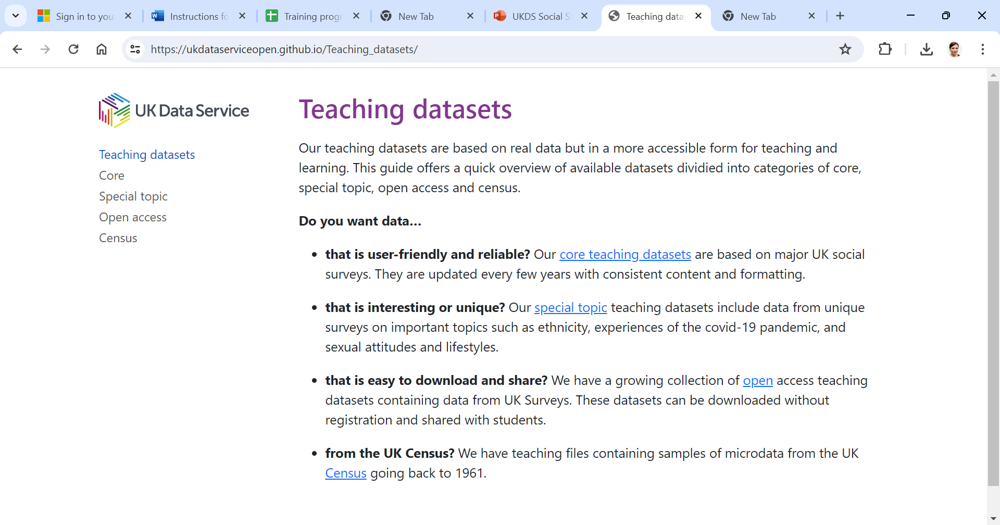 Sign in to you
Instructions fo
Training progr
New Tab
UKDS Social S
Teaching data
New Tab
https://ukdataserviceopen.github.io/Teaching_datasets/
UK Data Service
Teaching datasets
Core
Special topic
Open access
Census
Teaching datasets
Our teaching datasets are based on real data but in a more accessible form for teaching and
learning. This guide offers a quick overview of available datasets dividied into categories of core,
special topic, open access and census.
Do you want data…
• that is user-friendly and reliable? Our core teaching datasets are based on major UK social
surveys. They are updated every few years with consistent content and formatting.
• that is interesting or unique? Our special topic teaching datasets include data from unique
surveys on important topics such as ethnicity, experiences of the covid-19 pandemic, and
sexual attitudes and lifestyles.
• that is easy to download and share? We have a growing collection of open access teaching
datasets containing data from UK Surveys. These datasets can be downloaded without
registration and shared with students.
• from the UK Census? We have teaching files containing samples of microdata from the UK
Census going back to 1961.